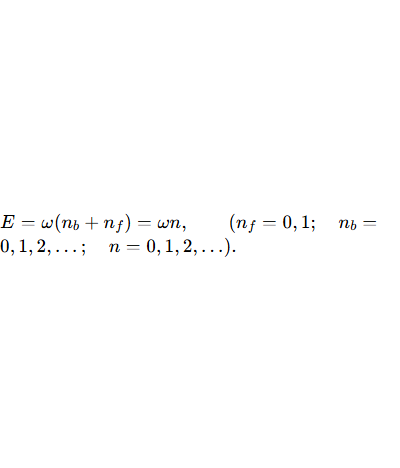 E = ω(n_b + n_f) = ωn, (n_f = 0, 1; n_b =
0, 1, 2, …; n = 0, 1, 2, …).